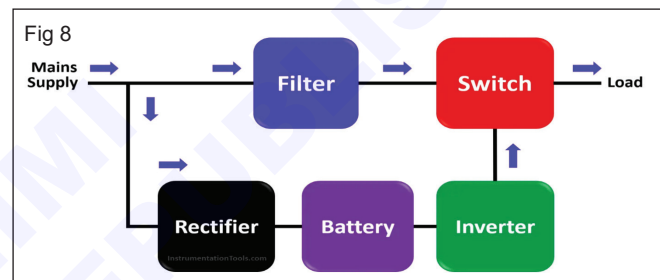 Fig 8
Mains
Supply
Filter
Switch
Load
Rectifier
Battery
Inverter
InstrumentationTools.com